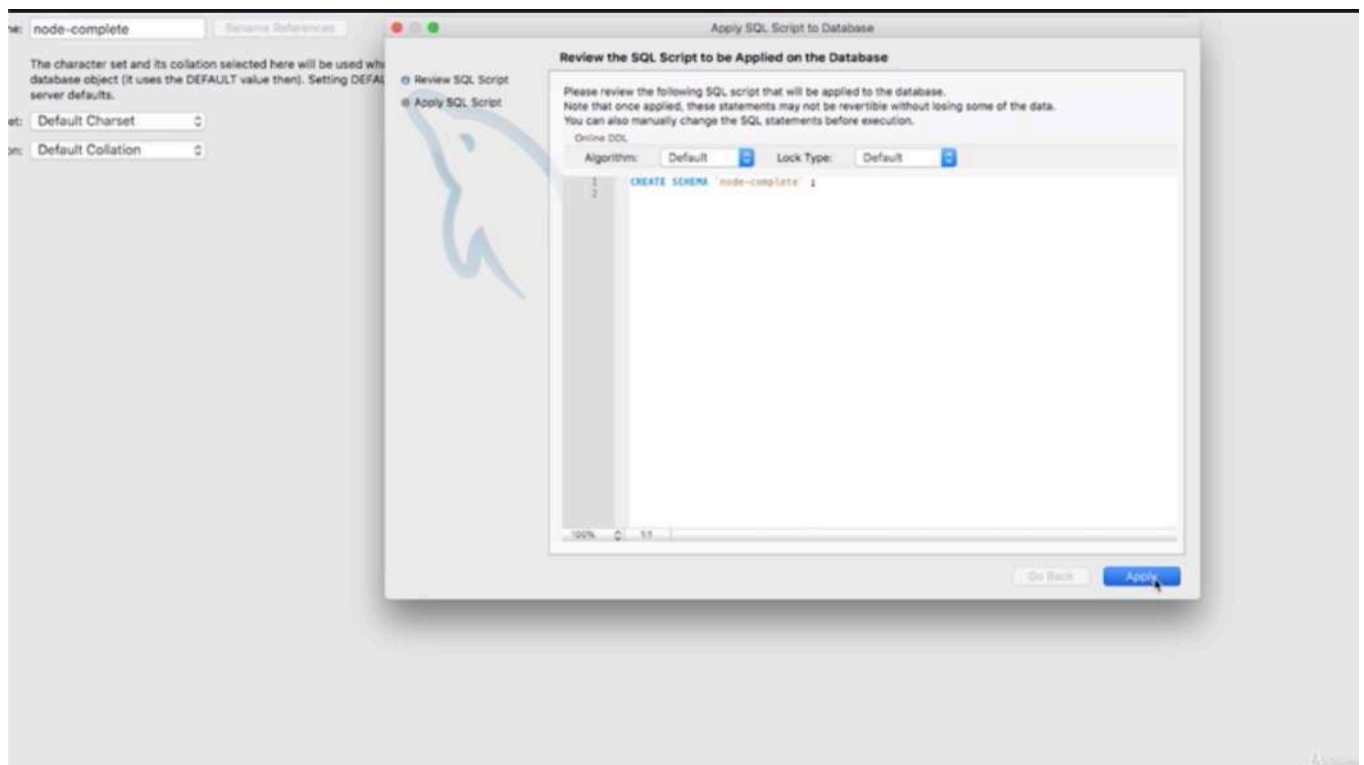 ne: node-complete
Rename References
The character set and its collation selected here will be used wh
database object (it uses the DEFAULT value then). Setting DEFAU
server defaults.
et: Default Charset
on: Default Collation
Apply SQL Script to Database
Review SQL Script
Apply SQL Script
Review the SQL Script to be Applied on the Database
Please review the following SQL script that will be applied to the database.
Note that once applied, these statements may not be revertible without losing some of the data.
You can also manually change the SQL statements before execution.
Online DDL
Algorithm: Default Lock Type: Default
1 CREATE SCHEMA `node-complete` ;
2
100% 1:1
Go Back Apply